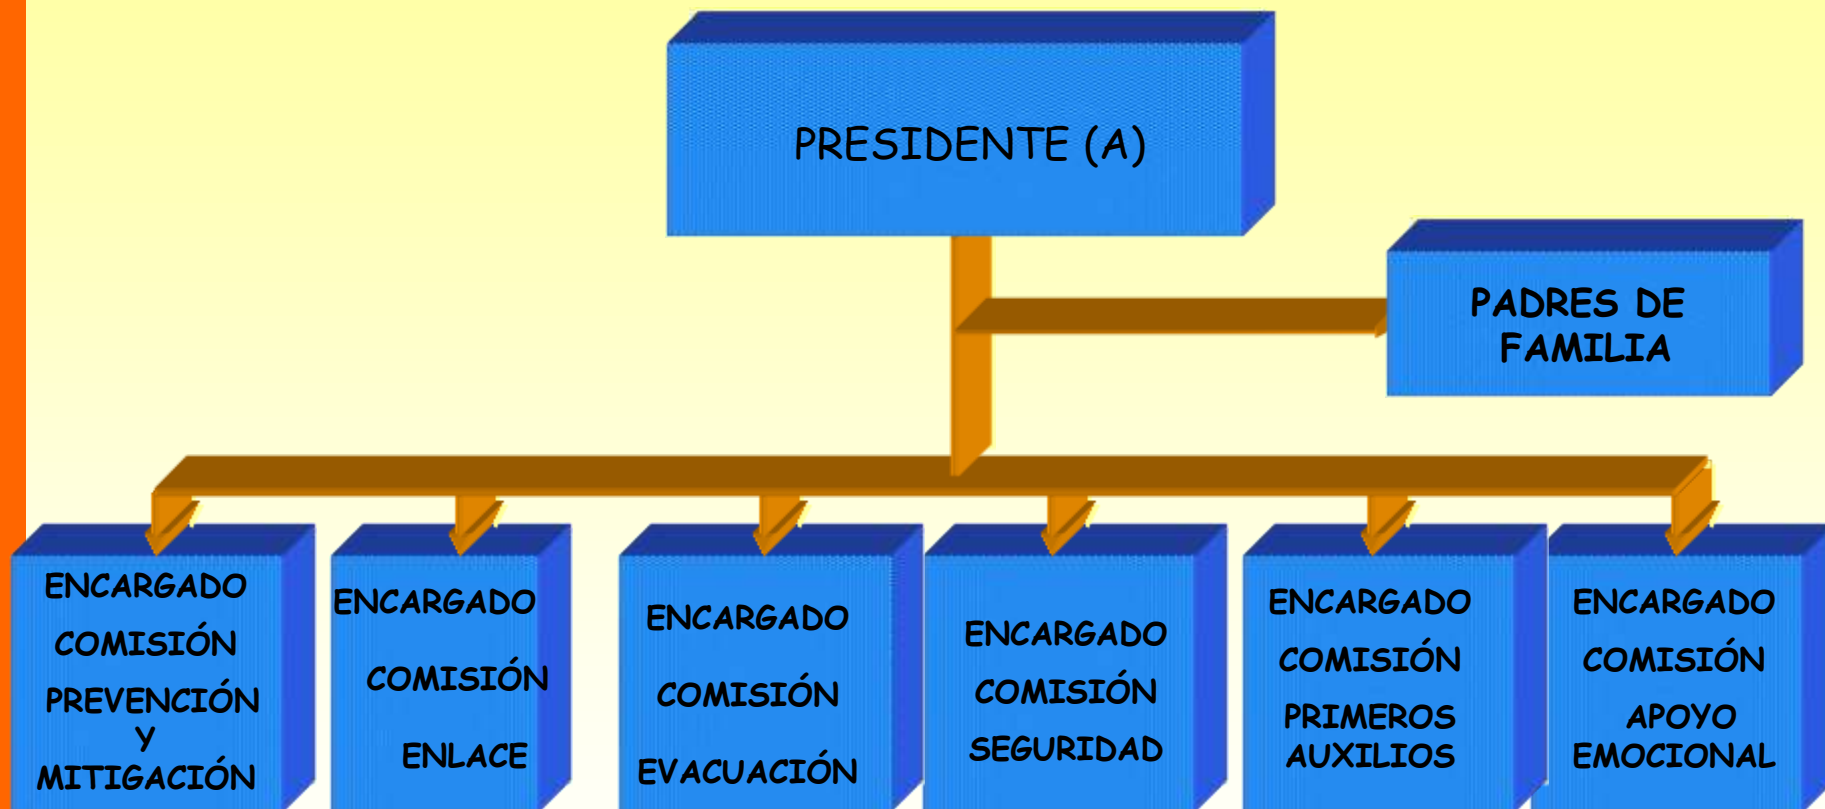 PRESIDENTE (A)
PADRES DE
FAMILIA
ENCARGADO
COMISIÓN
PREVENCIÓN
Y
MITIGACIÓN
ENCARGADO
COMISIÓN
ENLACE
ENCARGADO
COMISIÓN
EVACUACIÓN
ENCARGADO
COMISIÓN
SEGURIDAD
ENCARGADO
COMISIÓN
PRIMEROS
AUXILIOS
ENCARGADO
COMISIÓN
APOYO
EMOCIONAL